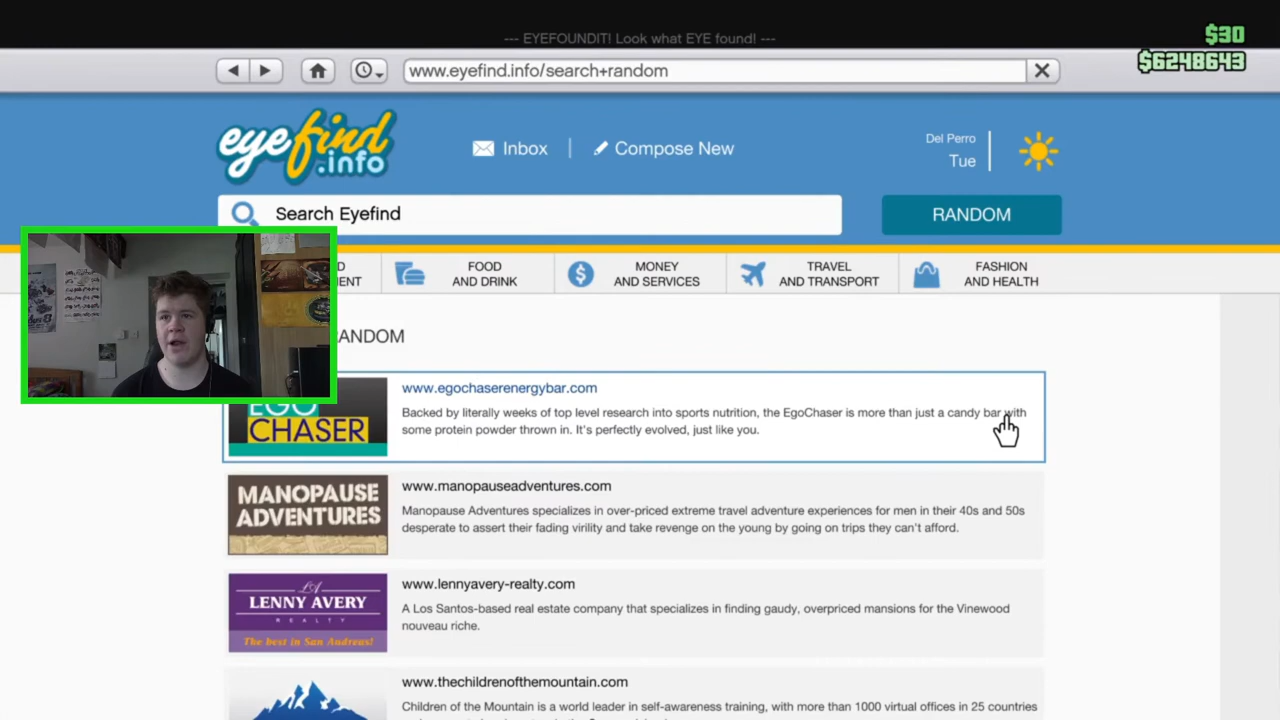 --- EYEFOUNDIT! Look what EYE found! ---
$30
$6248643
www.eyefind.info/search+random
eyefind.info
Inbox
Compose New
Del Perro
Tue
Search Eyefind
RANDOM
FOOD
AND DRINK
MONEY
AND SERVICES
TRAVEL
AND TRANSPORT
FASHION
AND HEALTH
ANDOM
EGO
CHASER
www.egochaserenergybar.com
Backed by literally weeks of top level research into sports nutrition, the EgoChaser is more than just a candy bar with
some protein powder thrown in. It's perfectly evolved, just like you.
MANOPAUSE
ADVENTURES
www.manopauseadventures.com
Manopause Adventures specializes in over-priced extreme travel adventure experiences for men in their 40s and 50s
desperate to assert their fading virility and take revenge on the young by going on trips they can't afford.
LA
LENNY AVERY
REALTY
The best in San Andreas!
www.lennyavery-realty.com
A Los Santos-based real estate company that specializes in finding gaudy, overpriced mansions for the Vinewood
nouveau riche.
www.thechildrenofthemountain.com
Children of the Mountain is a world leader in self-awareness training, with more than 1000 virtual offices in 25 countries